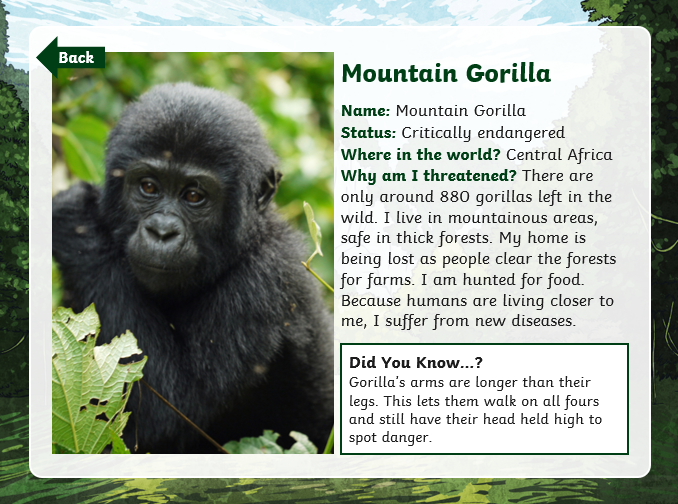 Back
Mountain Gorilla
Name: Mountain Gorilla
Status: Critically endangered
Where in the world? Central Africa
Why am I threatened? There are
only around 880 gorillas left in the
wild. I live in mountainous areas,
safe in thick forests. My home is
being lost as people clear the forests
for farms. I am hunted for food.
Because humans are living closer to
me, I suffer from new diseases.
Did You Know...?
Gorilla's arms are longer than their
legs. This lets them walk on all fours
and still have their head held high to
spot danger.